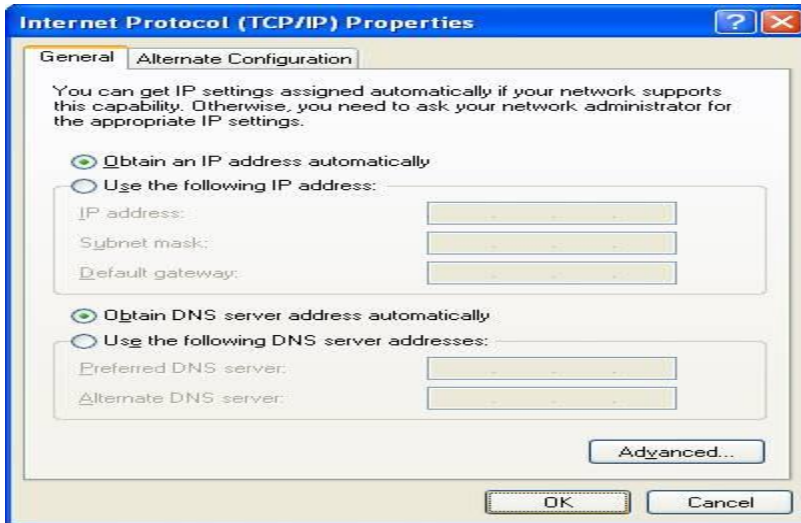 Internet Protocol (TCP/IP) Properties
General Alternate Configuration
You can get IP settings assigned automatically if your network supports
this capability. Otherwise, you need to ask your network administrator for
the appropriate IP settings.
Obtain an IP address automatically
Use the following IP address:
IP address:
Subnet mask:
Default gateway:
Obtain DNS server address automatically
Use the following DNS server addresses:
Preferred DNS server:
Alternate DNS server:
Advanced...
OK Cancel